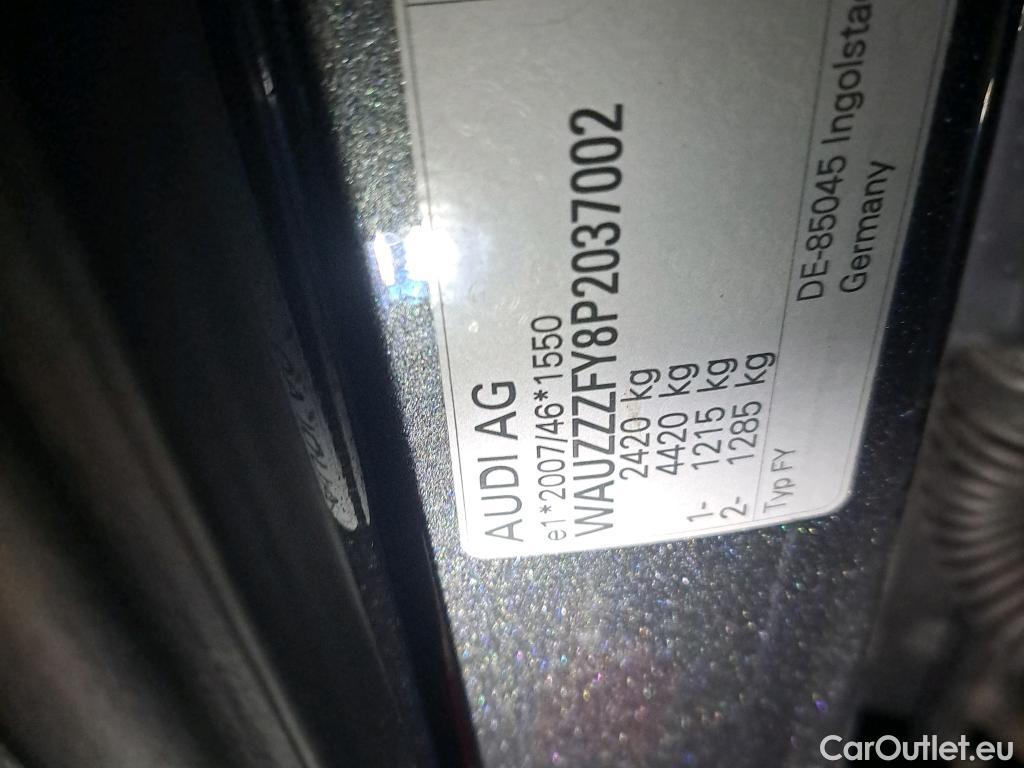 AUDI AG
e1*2007/46*1550
WAUZZZFY8P2037002
2420 kg
4420 kg
1- 1215 kg
2- 1285 kg
Typ FY
DE-85045 Ingolsta
Germany
CarOutlet.eu